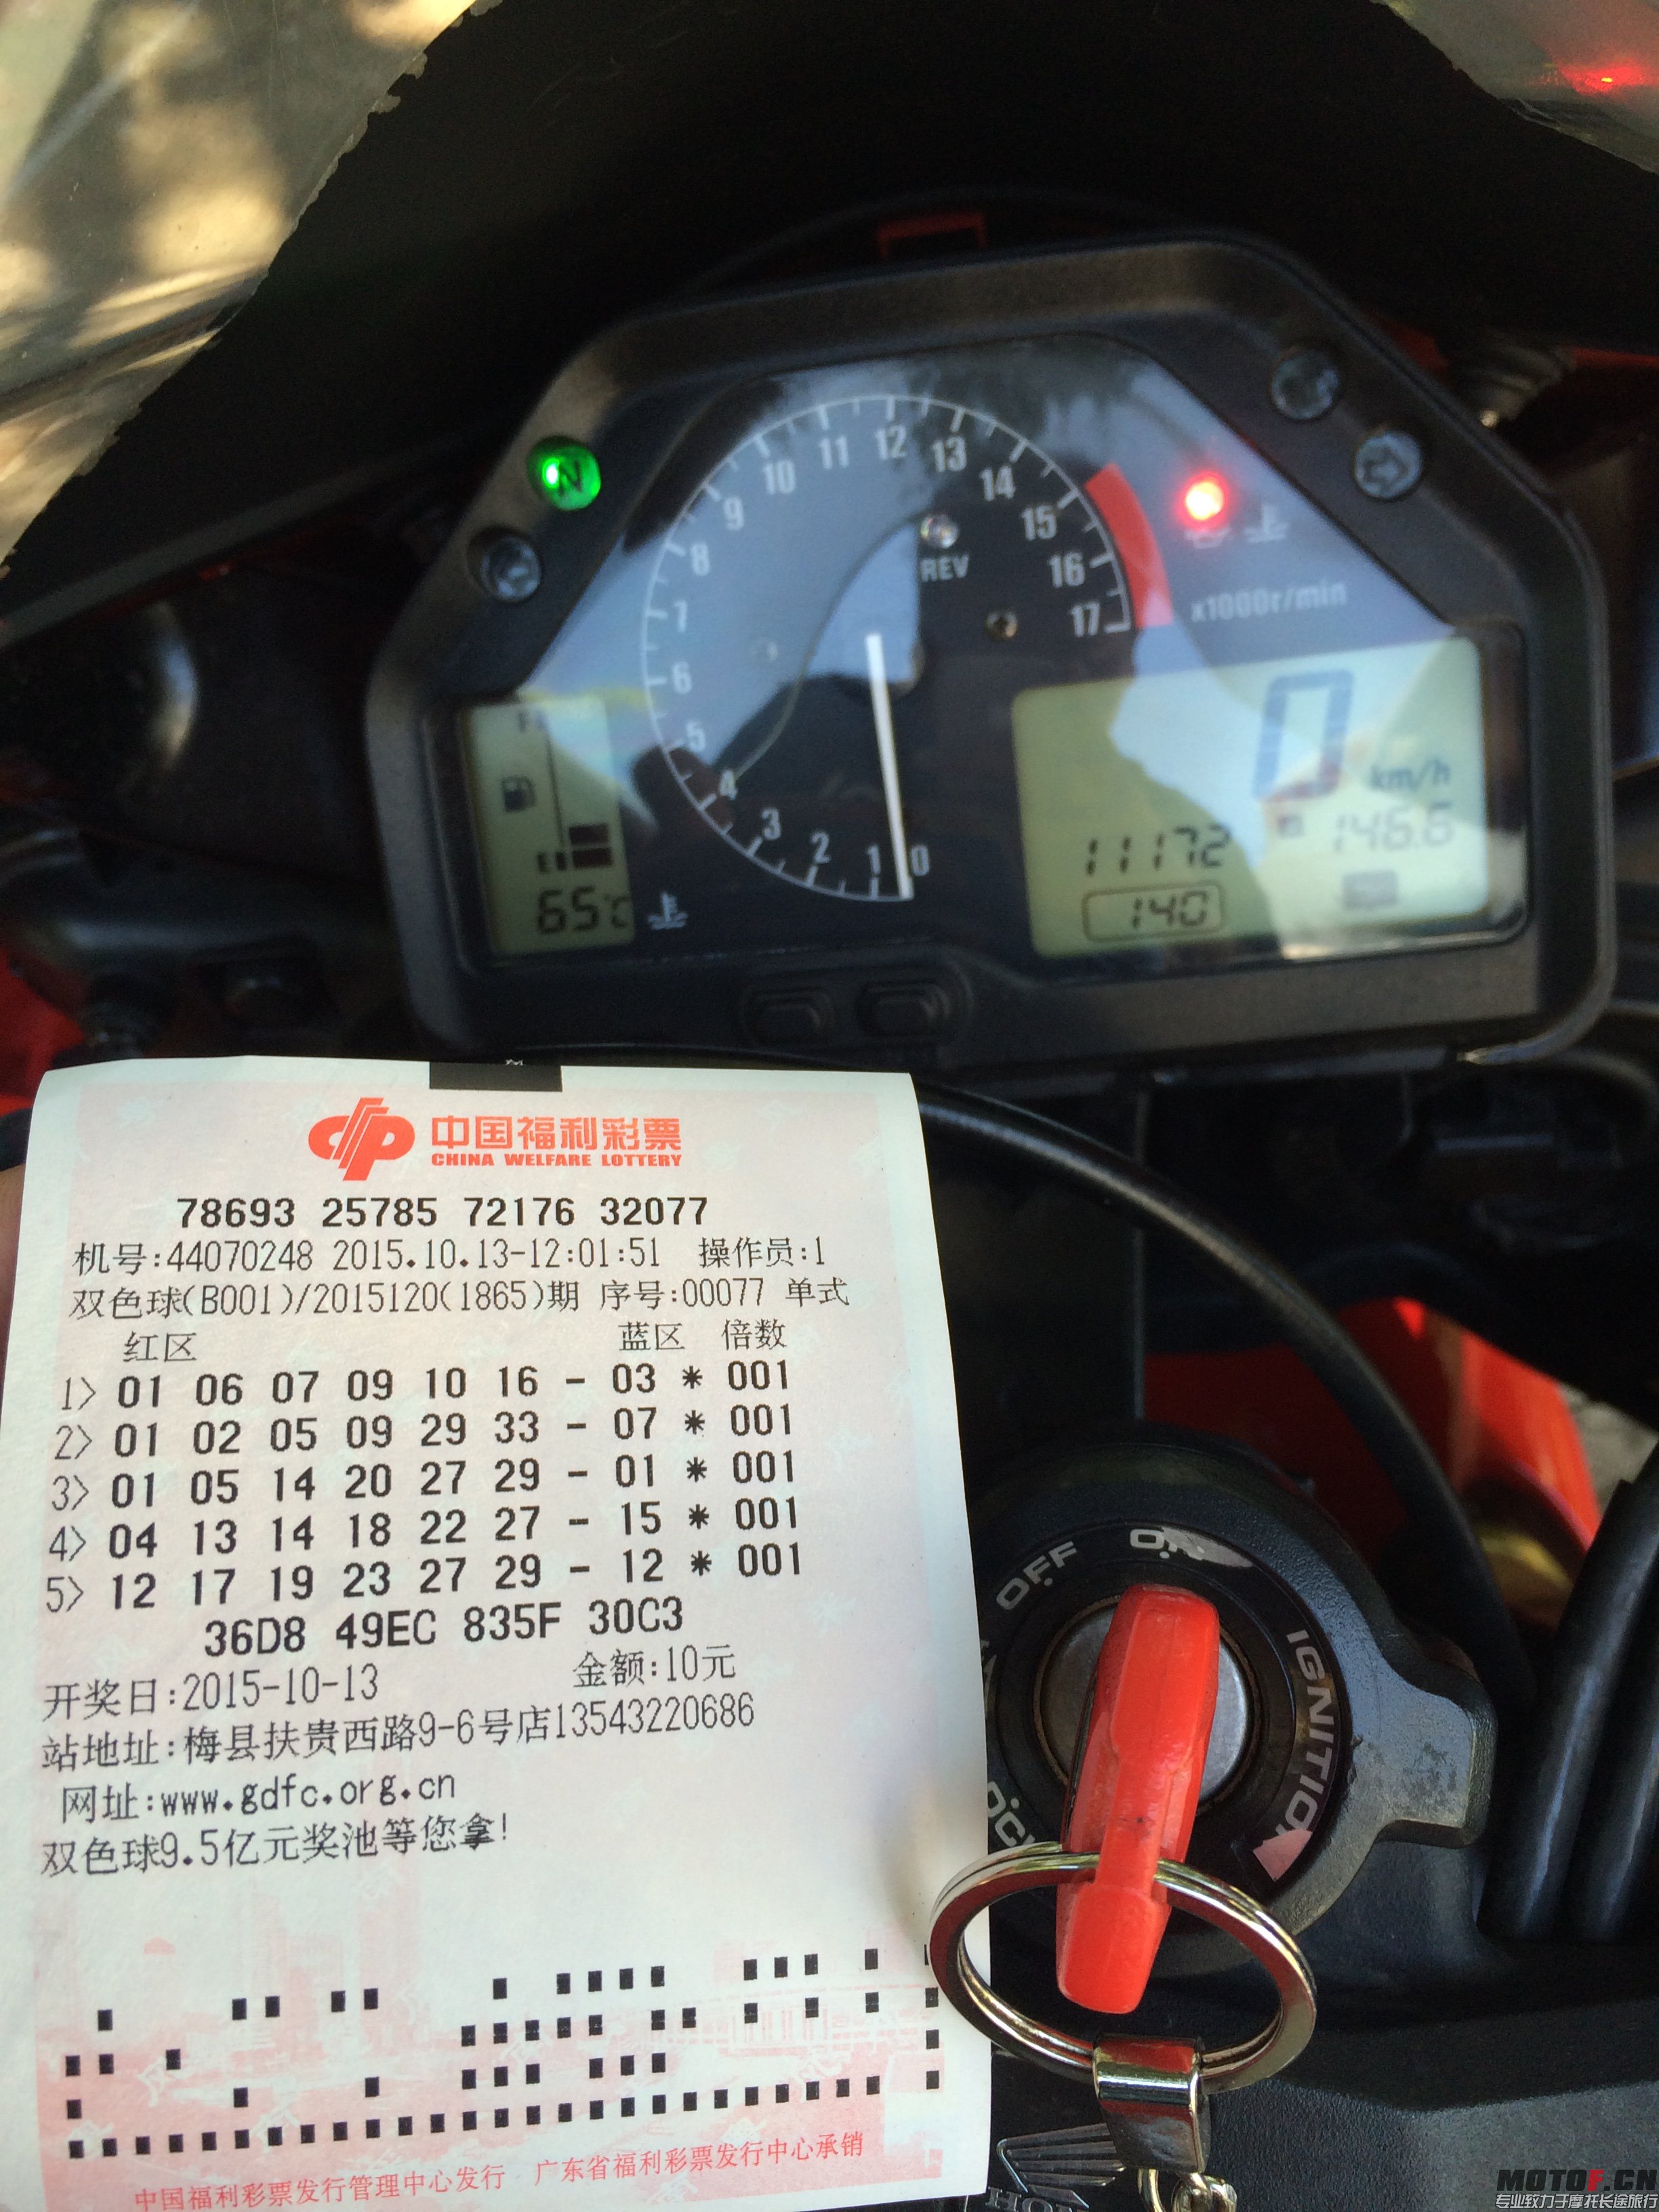 N
12
11
13
10
14
9
15
8
16
REV
7
17
x1000r/min
6
5
4
3
2
1
0
F
E
65°C
0
km/h
11172
146.6
140
中国福利彩票
CHINA WELFARE LOTTERY
78693 25785 72176 32077
机号:44070248 2015.10.13-12:01:51 操作员:1
双色球(B001)/2015120(1865)期 序号:00077 单式
红区 蓝区 倍数
1> 01 06 07 09 10 16 - 03 * 001
2> 01 02 05 09 29 33 - 07 * 001
3> 01 05 14 20 27 29 - 01 * 001
4> 04 13 14 18 22 27 - 15 * 001
5> 12 17 19 23 27 29 - 12 * 001
36D8 49EC 835F 30C3
开奖日:2015-10-13 金额:10元
站地址:梅县扶贵西路9-6号店13543220686
网址:www.gdfc.org.cn
双色球9.5亿元奖池等您拿!
中国福利彩票发行管理中心发行 广东省福利彩票发行中心承销
OFF
ON
IGNITION
MOTOF.CN
专业致力于摩托长途旅行